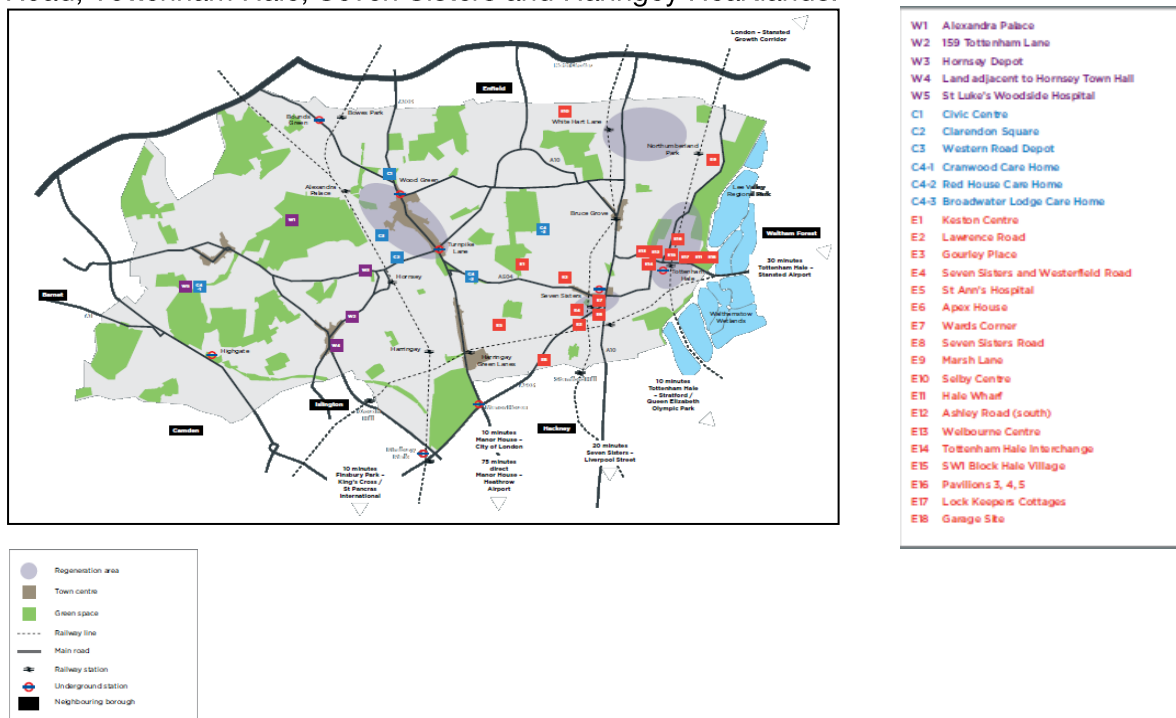 Road, Tottenham Hale, Seven Sisters and Haringey Heartlands.
London – Stansted
Growth Corridor
Enfield
Bounds
Green
Bowes Park
White Hart Lane
Northumberland
Park
A10
Wood Green
Alexandra
Palace
Lee Valley
Regional Park
Bruce Grove
Waltham Forest
W1
C1
C3
C2
Turnpike
Lane
Hornsey
A504
E1
Tottenham
Hale
30 minutes
Tottenham Hale –
Stansted Airport
Seven Sisters
E7
Barnet
Walthamstow
Wetlands
Highgate
Harringay
Harringay
Green Lanes
A10
Islington
Camden
Hackney
10 minutes
Tottenham Hale
– Stratford /
Queen Elizabeth
Olympic Park
10 minutes
Manor House –
City of London
&
75 minutes
direct
Manor House –
Heathrow
Airport
20 minutes
Seven Sisters –
Liverpool Street
10 minutes
Finsbury Park –
King's Cross /
St Pancras
International
W1 Alexandra Palace
W2 159 Tottenham Lane
W3 Hornsey Depot
W4 Land adjacent to Hornsey Town Hall
W5 St Luke's Woodside Hospital
C1 Civic Centre
C2 Clarendon Square
C3 Western Road Depot
C4-1 Cranwood Care Home
C4-2 Red House Care Home
C4-3 Broadwater Lodge Care Home
E1 Keston Centre
E2 Lawrence Road
E3 Gourley Place
E4 Seven Sisters and Westerfield Road
E5 St Ann's Hospital
E6 Apex House
E7 Wards Corner
E8 Seven Sisters Road
E9 Marsh Lane
E10 Selby Centre
E11 Hale Wharf
E12 Ashley Road (south)
E13 Welbourne Centre
E14 Tottenham Hale Interchange
E15 SW1 Block Hale Village
E16 Pavilions 3, 4, 5
E17 Lock Keepers Cottages
E18 Garage Site
Regeneration area
Town centre
Green space
Railway line
Main road
Railway station
Underground station
Neighbouring borough